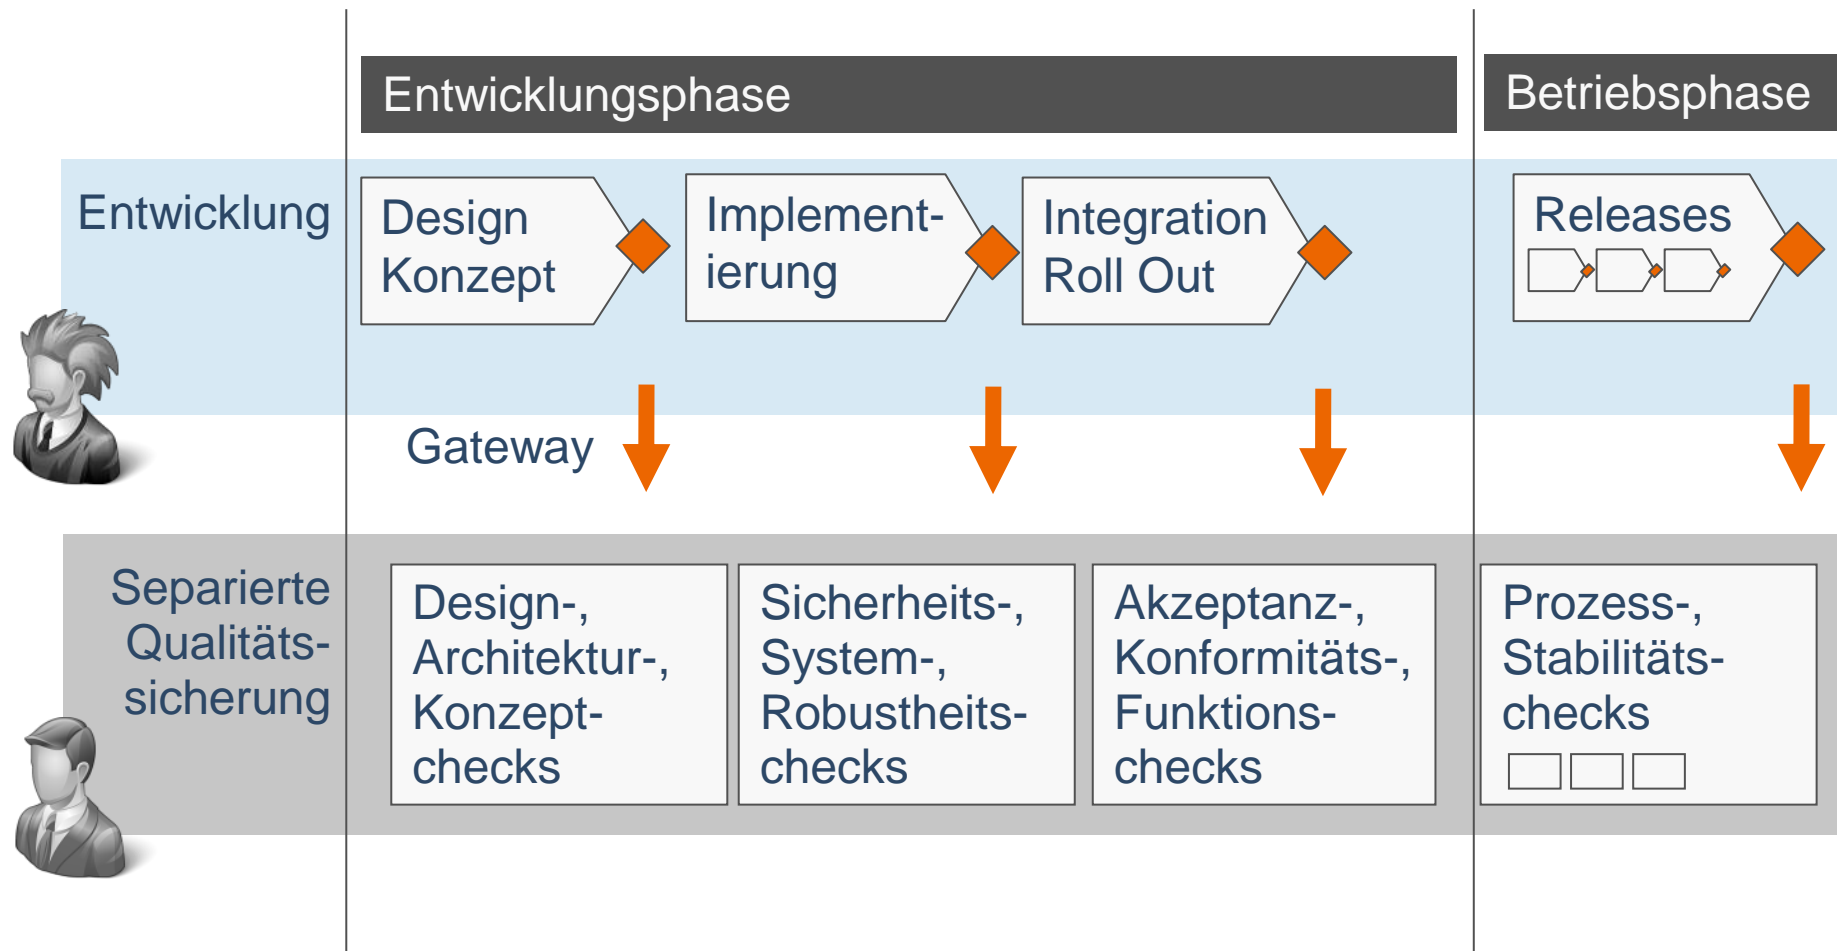 Entwicklungsphase
Betriebsphase
Entwicklung
Design
Konzept
Implement-
ierung
Integration
Roll Out
Releases
Gateway
Separierte
Qualitäts-
sicherung
Design-,
Architektur-,
Konzept-
checks
Sicherheits-,
System-,
Robustheits-
checks
Akzeptanz-,
Konformitäts-,
Funktions-
checks
Prozess-,
Stabilitäts-
checks